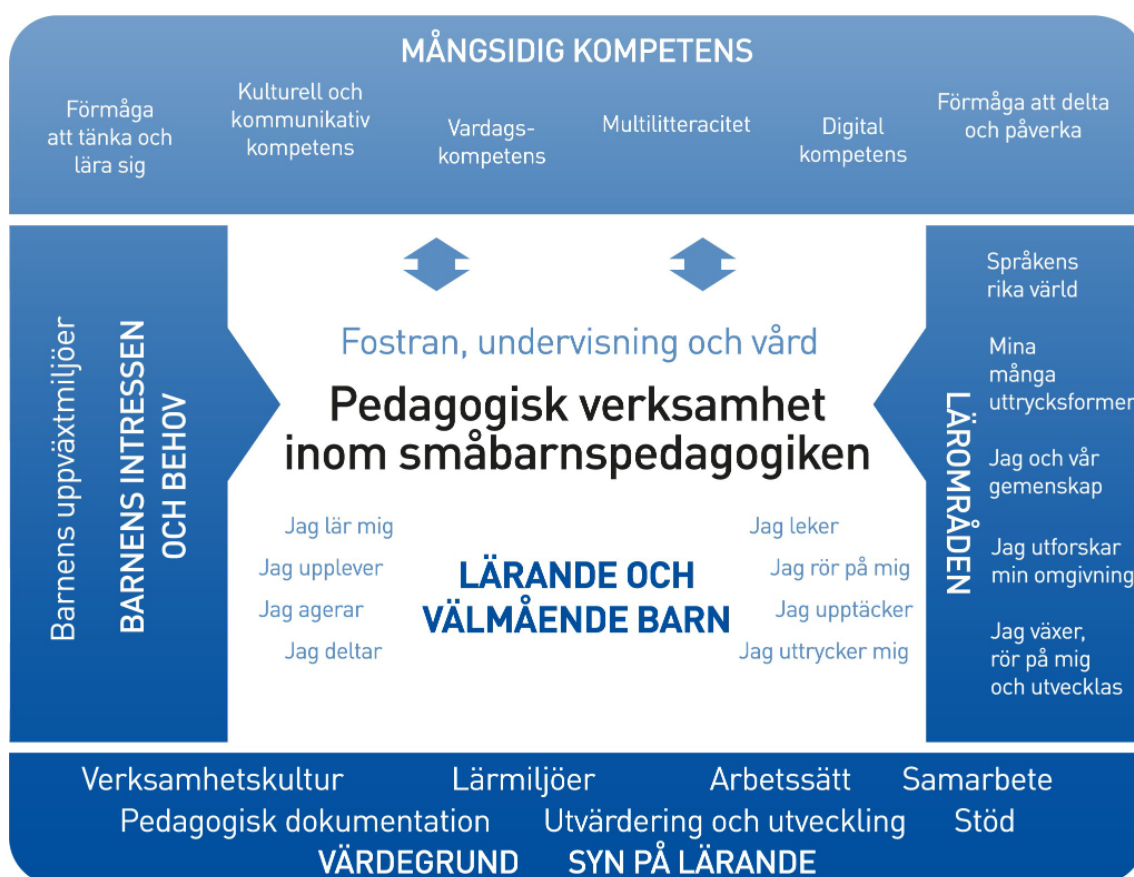 MÅNGSIDIG KOMPETENS
Förmåga
att tänka och
lära sig
Kulturell och
kommunikativ
kompetens
Vardags-
kompetens
Multilitteracitet
Digital
kompetens
Förmåga att delta
och påverka
Barnens uppväxtmiljöer
BARNENS INTRESSEN
OCH BEHOV
Fostran, undervisning och vård
Pedagogisk verksamhet
inom småbarnspedagogiken
Jag lär mig
Jag upplever
Jag agerar
Jag deltar
LÄRANDE OCH
VÄLMÅENDE BARN
Jag leker
Jag rör på mig
Jag upptäcker
Jag uttrycker mig
LÄROMRÅDEN
Språkens
rika värld
Mina
många
uttrycksformer
Jag och vår
gemenskap
Jag utforskar
min omgivning
Jag växer,
rör på mig
och utvecklas
Verksamhetskultur Lärmiljöer Arbetssätt Samarbete
Pedagogisk dokumentation Utvärdering och utveckling Stöd
VÄRDEGRUND SYN PÅ LÄRANDE